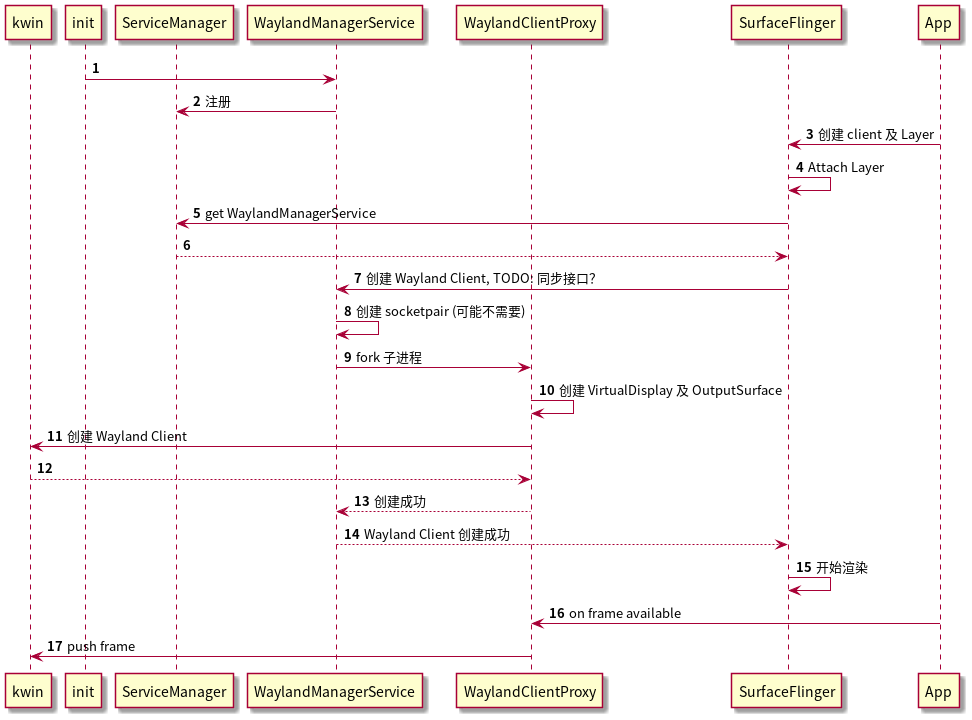 kwin init ServiceManager WaylandManagerService WaylandClientProxy SurfaceFlinger App
1
2 注册
3 创建 client 及 Layer
4 Attach Layer
5 get WaylandManagerService
6
7 创建 Wayland Client, TODO: 同步接口?
8 创建 socketpair (可能不需要)
9 fork 子进程
10 创建 VirtualDisplay 及 OutputSurface
11 创建 Wayland Client
12
13 创建成功
14 Wayland Client 创建成功
15 开始渲染
16 on frame available
17 push frame
kwin init ServiceManager WaylandManagerService WaylandClientProxy SurfaceFlinger App